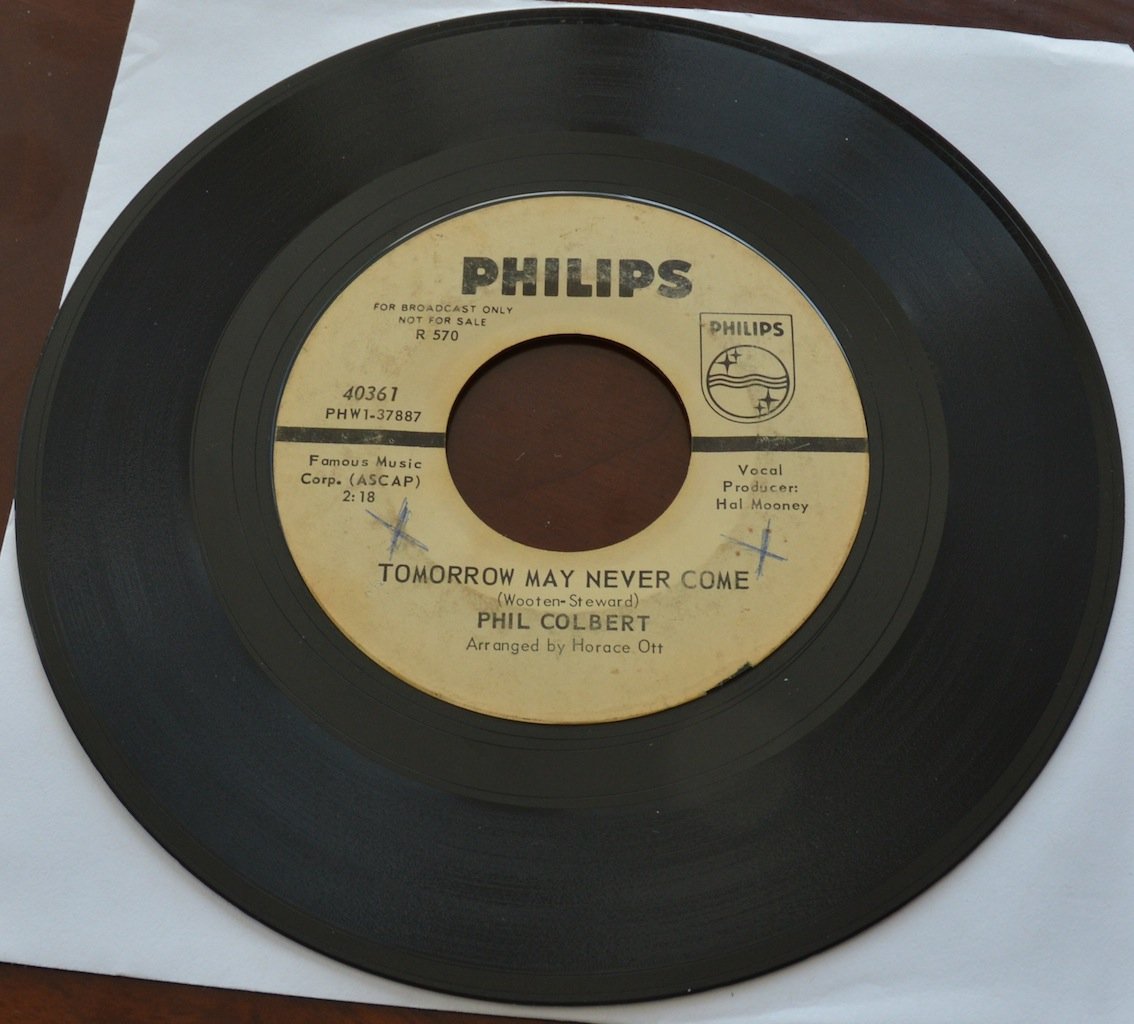 PHILIPS
FOR BROADCAST ONLY
NOT FOR SALE
R 570
PHILIPS
40361
PHW1-37887
Famous Music
Corp. (ASCAP)
2:18
Vocal
Producer:
Hal Mooney
TOMORROW MAY NEVER COME
(Wooten-Steward)
PHIL COLBERT
Arranged by Horace Ott